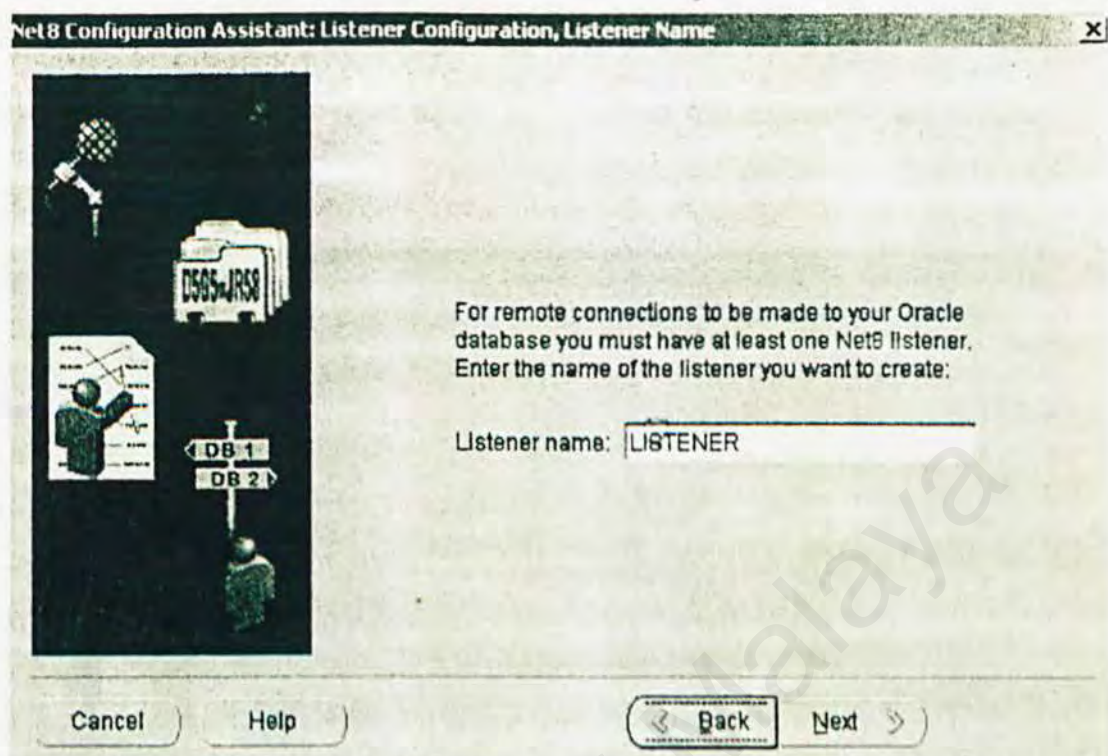 Net8 Configuration Assistant: Listener Configuration, Listener Name
For remote connections to be made to your Oracle
database you must have at least one Net8 listener.
Enter the name of the listener you want to create:
Listener name: LISTENER
DB 1
DB 2
Cancel
Help
Back
Next
Malaya